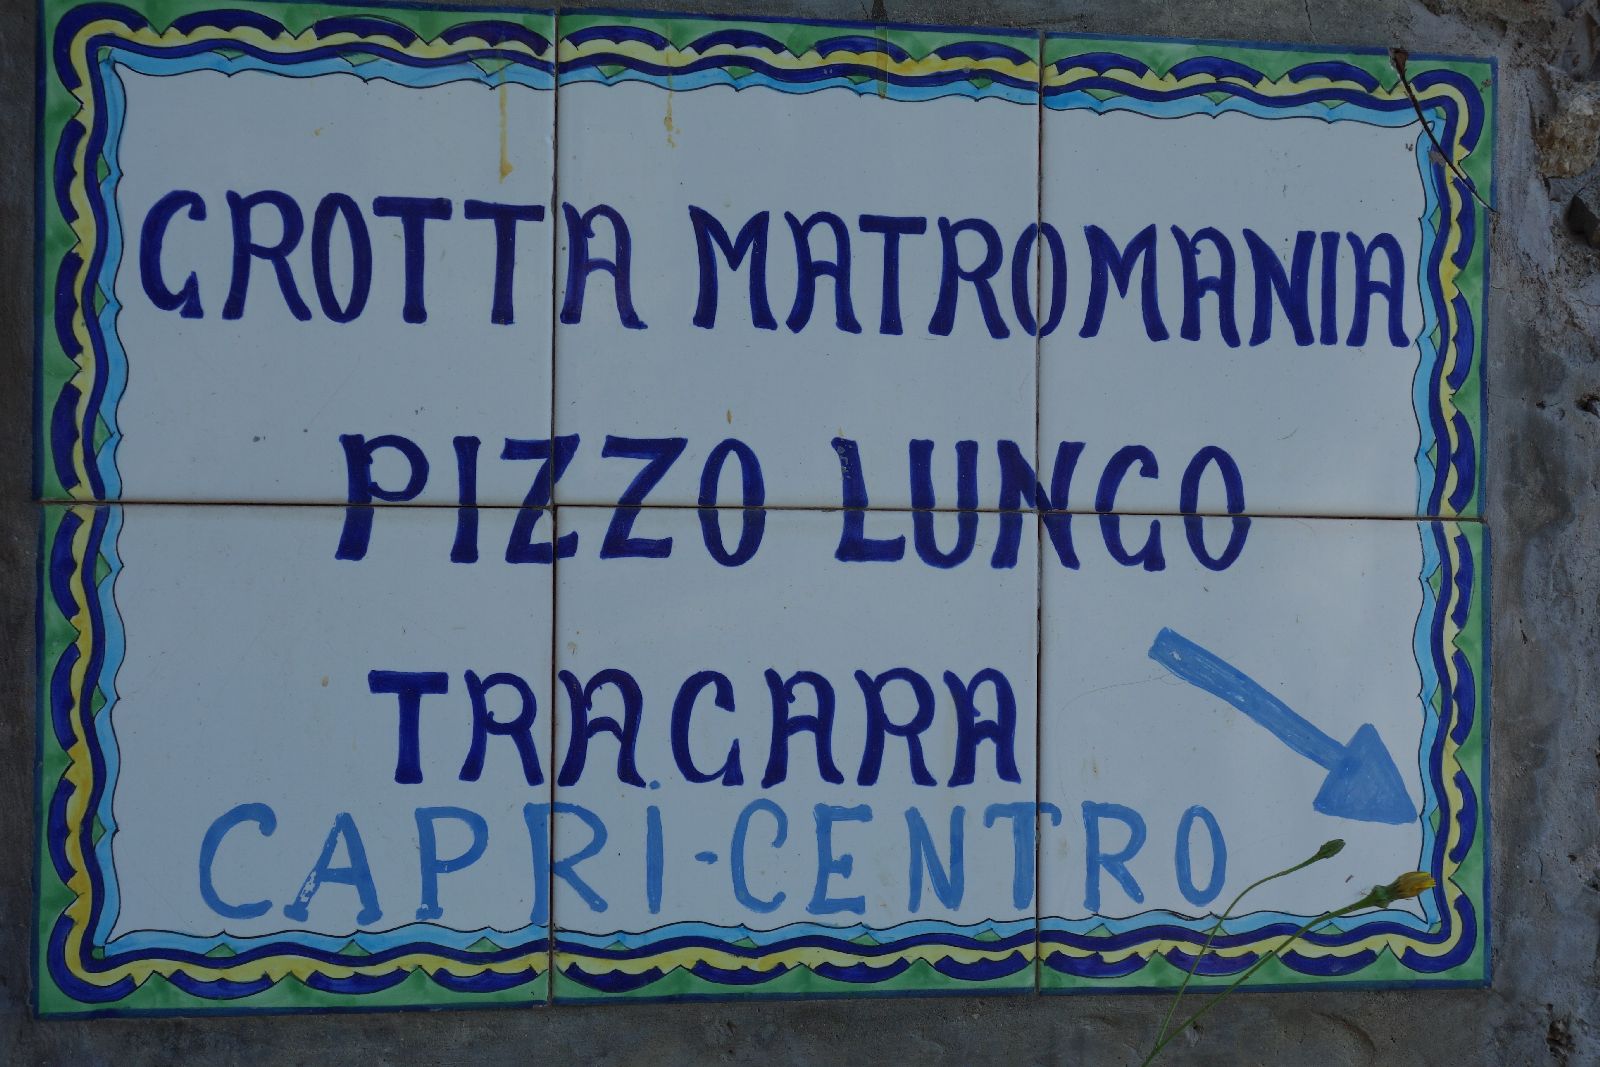 GROTTA MATROMANIA
PIZZO LUNGO
TRAGARA
CAPRi-CENTRO